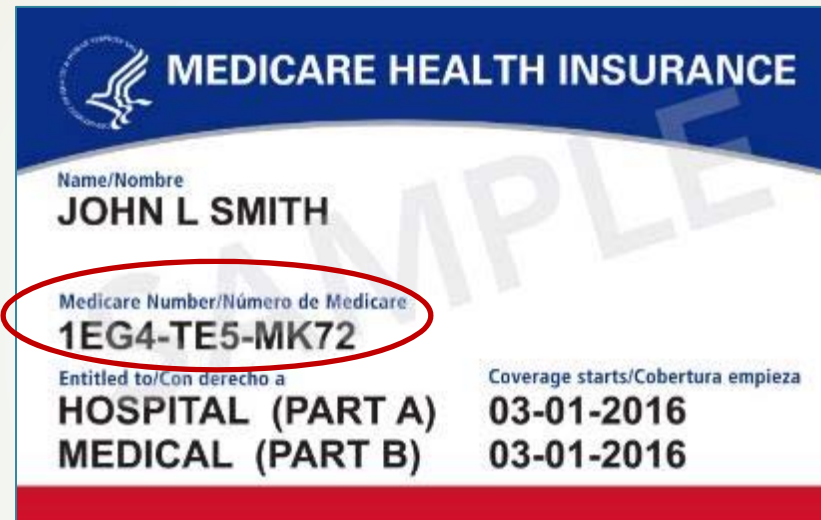 MEDICARE HEALTH INSURANCE
Name/Nombre
JOHN L SMITH
SAMPLE
Medicare Number/Número de Medicare
1EG4-TE5-MK72
Entitled to/Con derecho a Coverage starts/Cobertura empieza
HOSPITAL (PART A) 03-01-2016
MEDICAL (PART B) 03-01-2016